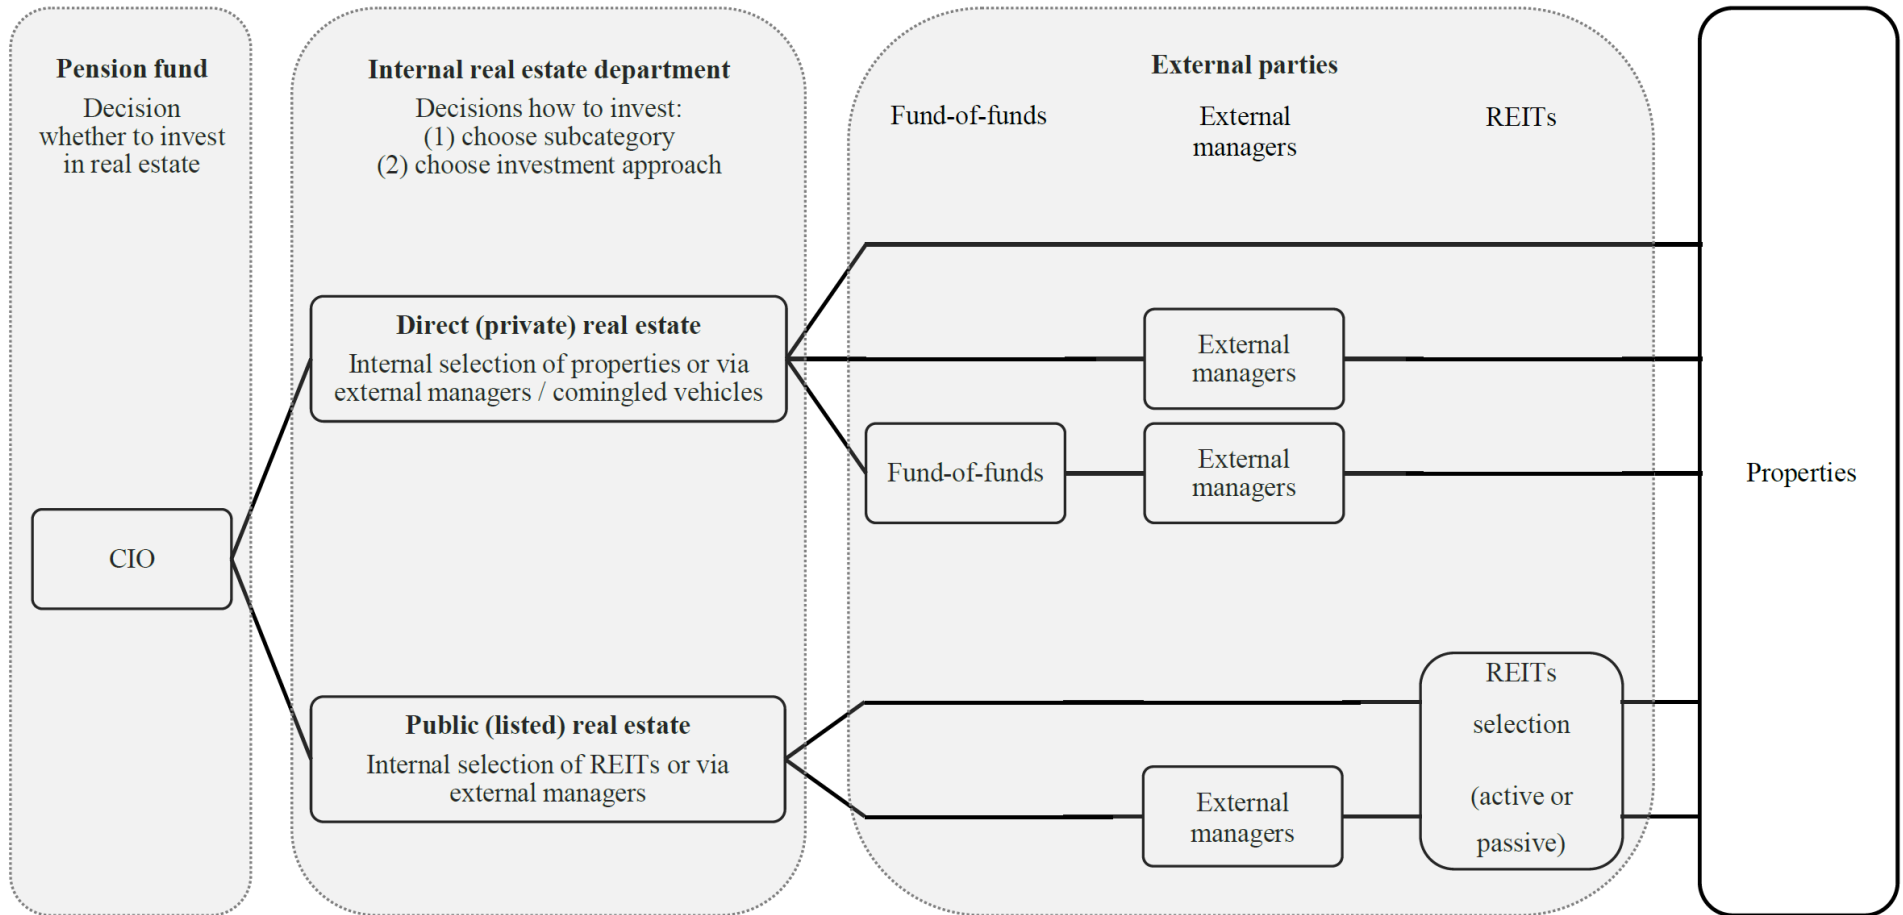 Pension fund
Decision
whether to invest
in real estate
Internal real estate department
Decisions how to invest:
(1) choose subcategory
(2) choose investment approach
External parties
Fund-of-funds
External
managers
REITs
Direct (private) real estate
Internal selection of properties or via
external managers / comingled vehicles
External
managers
Fund-of-funds
External
managers
Properties
CIO
Public (listed) real estate
Internal selection of REITs or via
external managers
External
managers
REITs
selection
(active or
passive)